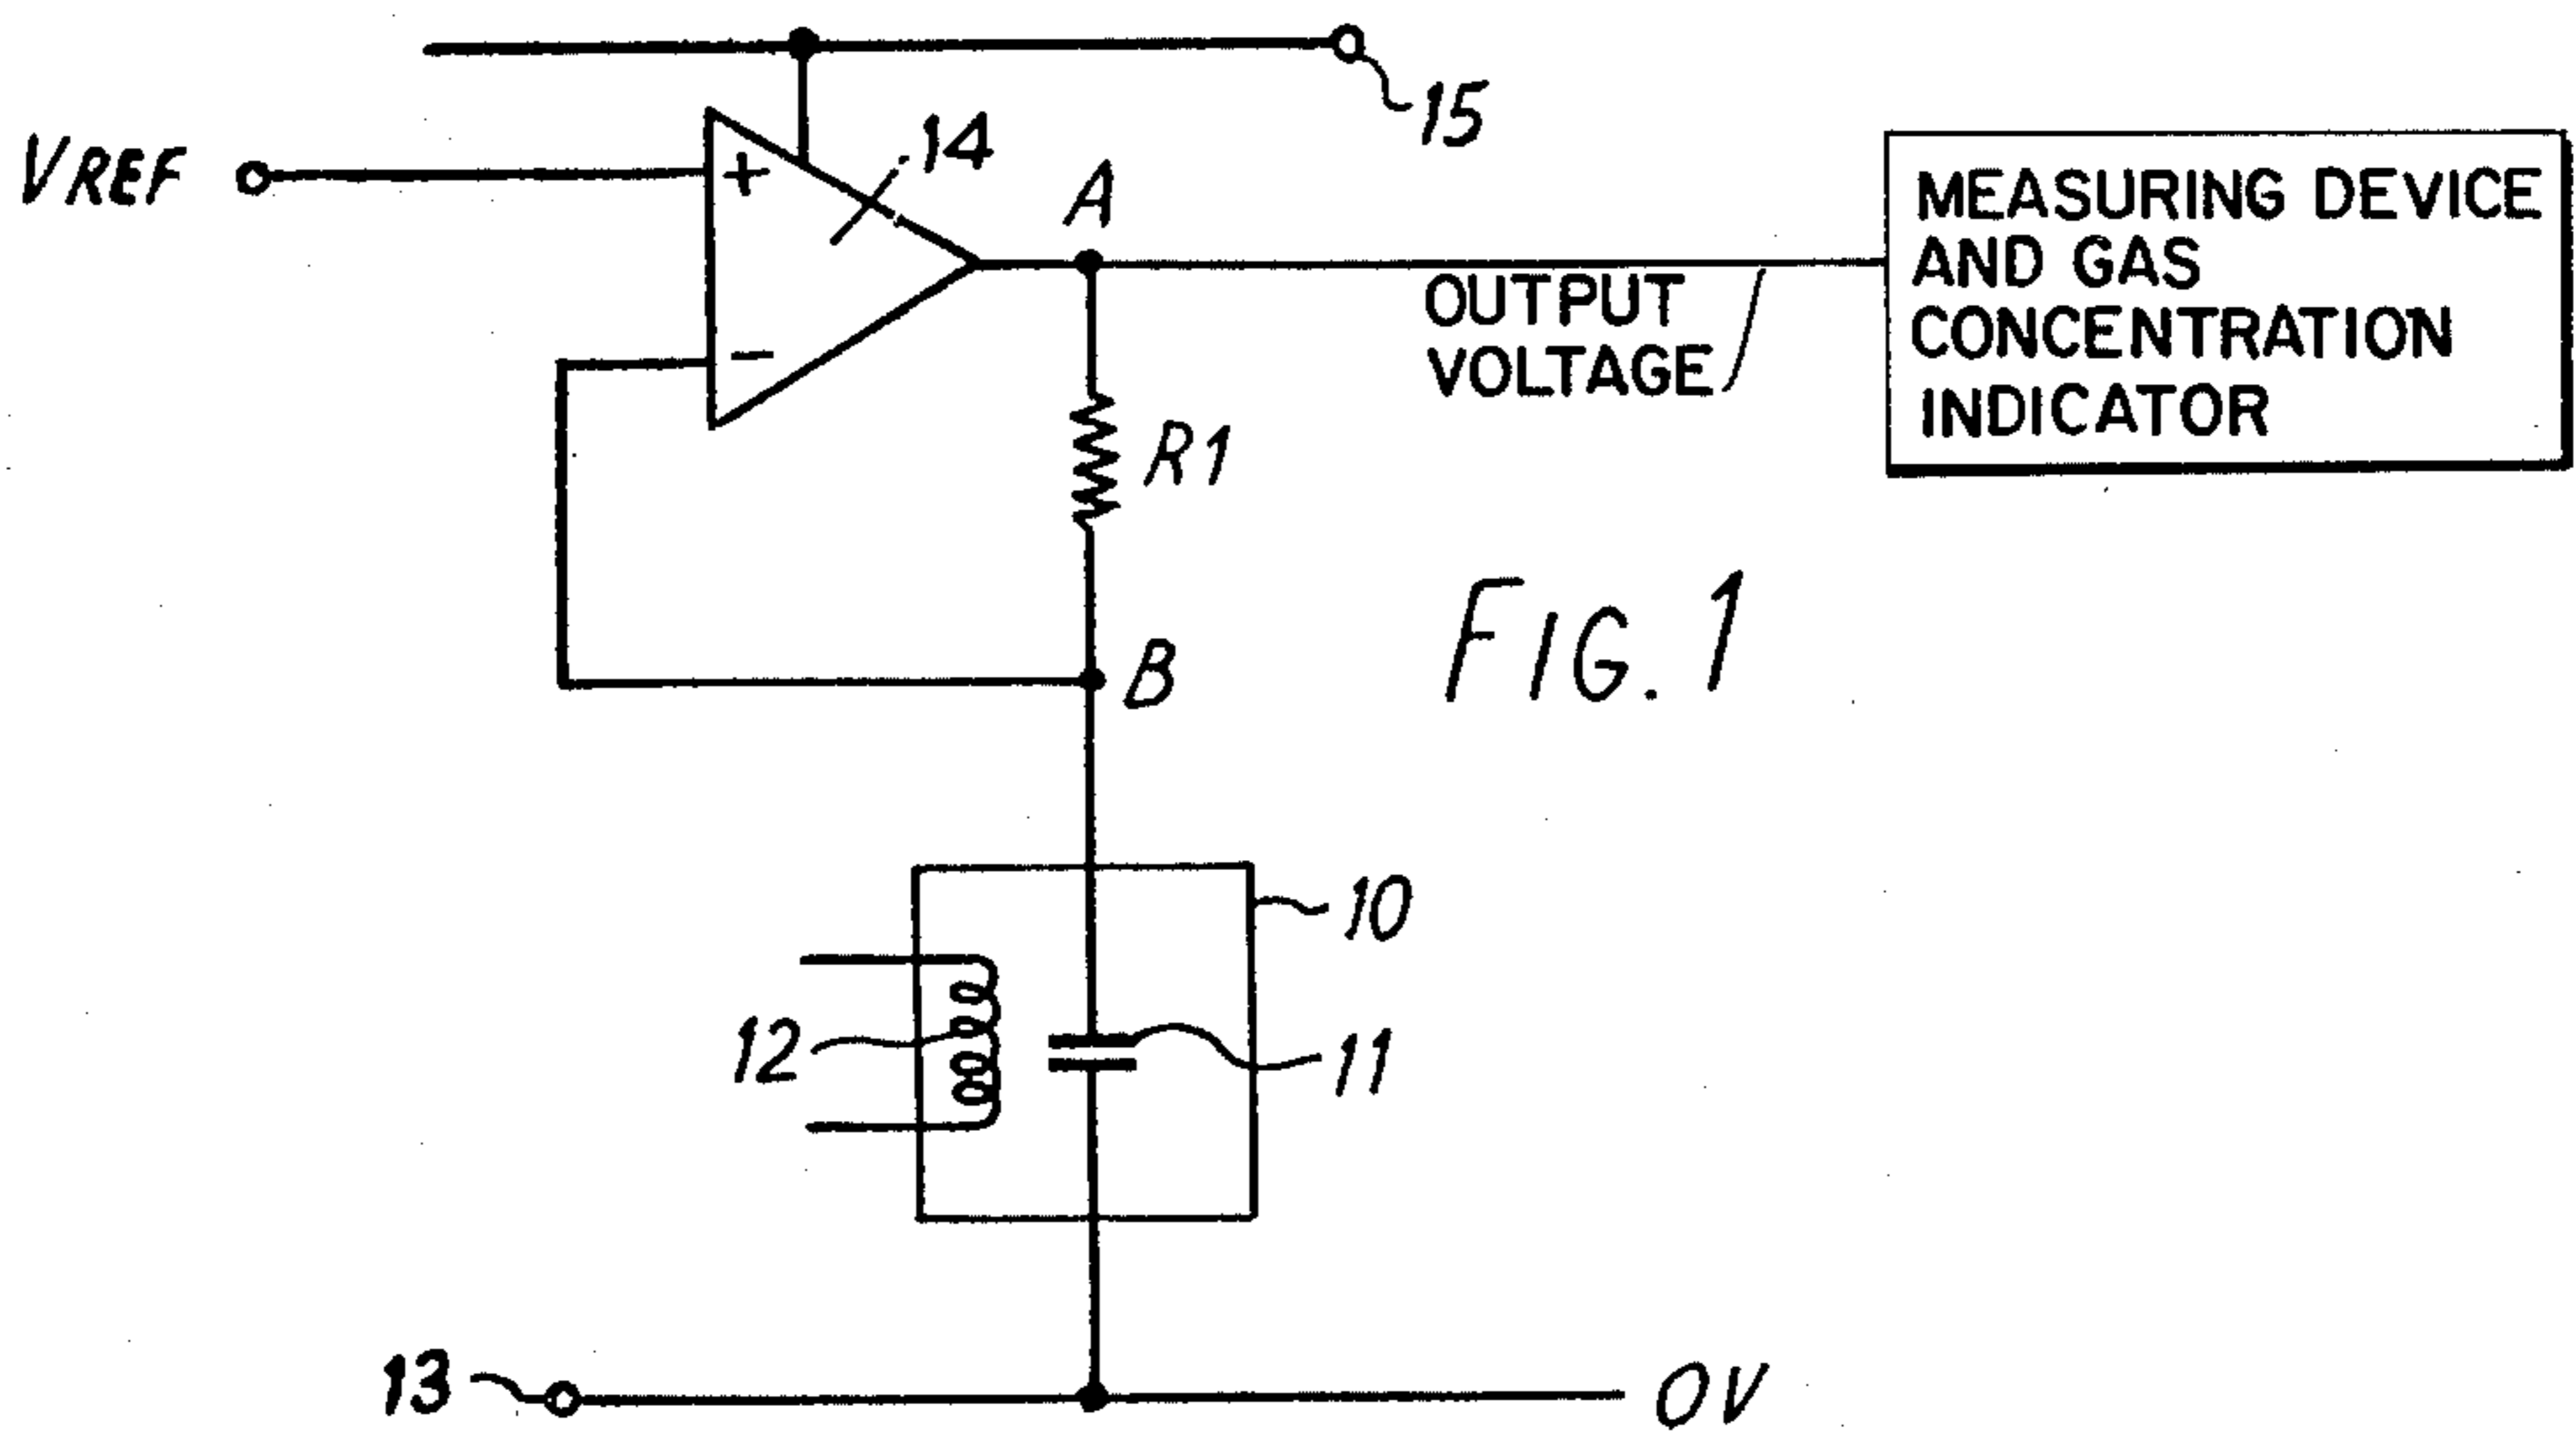 15
VREF
+
14
A
MEASURING DEVICE
AND GAS
CONCENTRATION
INDICATOR
OUTPUT
VOLTAGE
-
R1
FIG. 1
B
10
12
11
13
0V